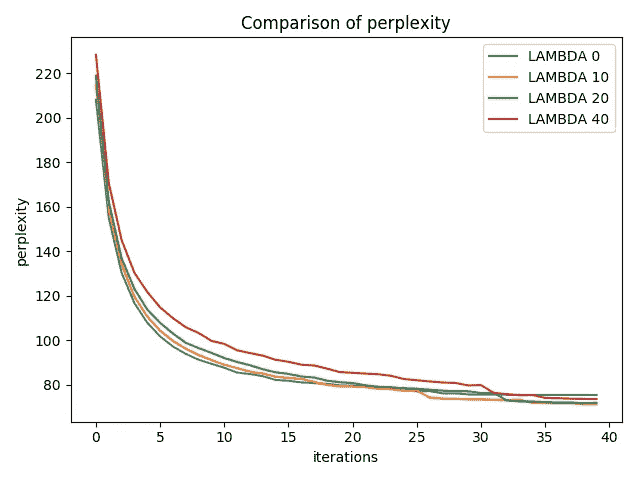 Comparison of perplexity
LAMBDA 0
LAMBDA 10
LAMBDA 20
LAMBDA 40
220
200
180
160
140
120
100
80
perplexity
0 5 10 15 20 25 30 35 40
iterations